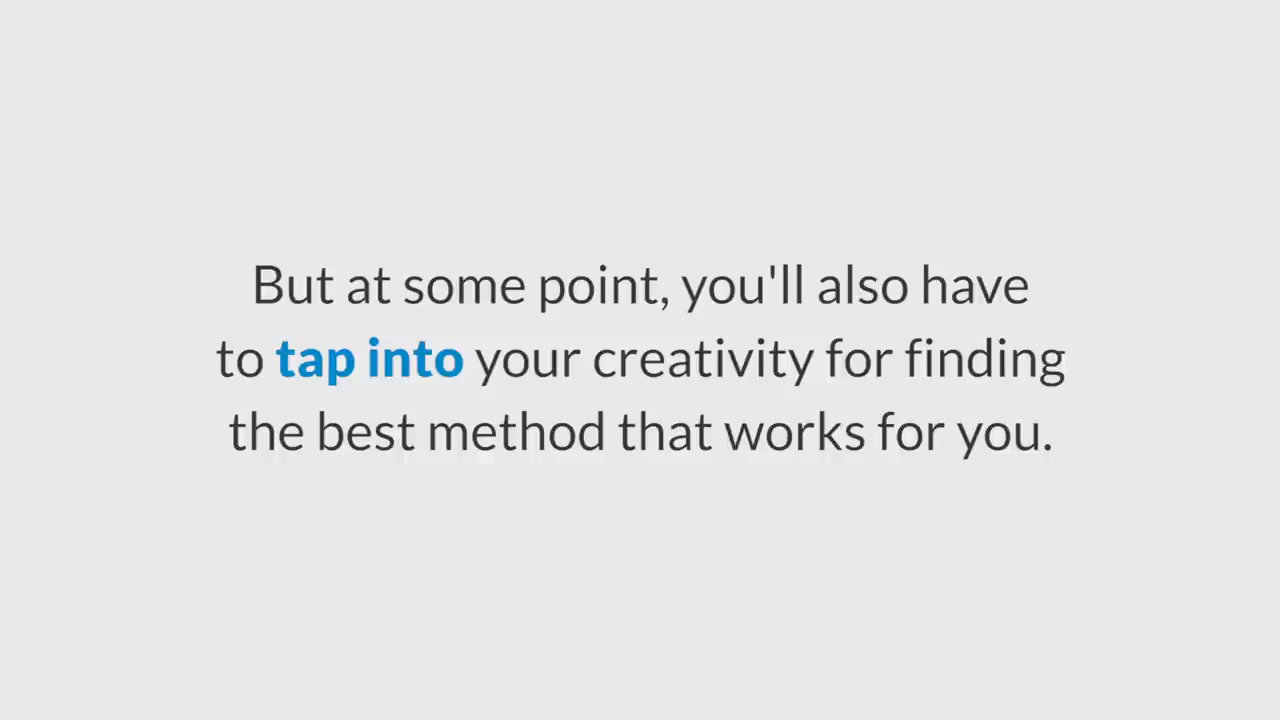 But at some point, you'll also have
to tap into your creativity for finding
the best method that works for you.